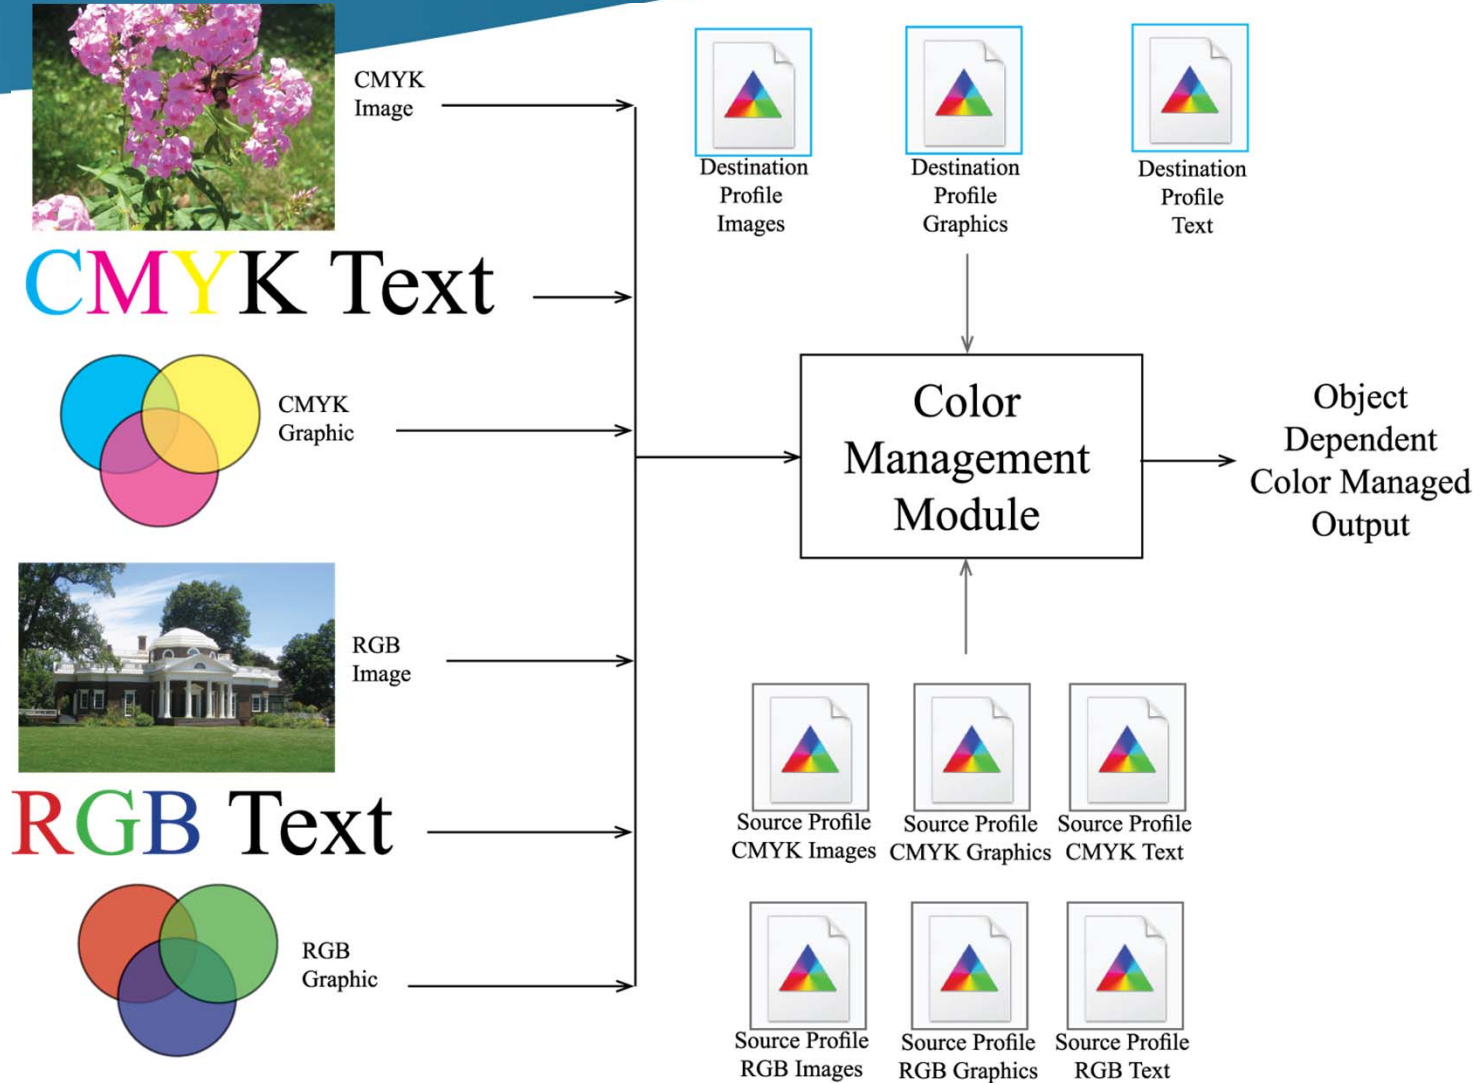 CMYK
Image
CMYK Text
CMYK
Graphic
RGB
Image
RGB Text
RGB
Graphic
Destination
Profile
Images
Destination
Profile
Graphics
Destination
Profile
Text
Color
Management
Module
Object
Dependent
Color Managed
Output
Source Profile
CMYK Images
Source Profile
CMYK Graphics
Source Profile
CMYK Text
Source Profile
RGB Images
Source Profile
RGB Graphics
Source Profile
RGB Text